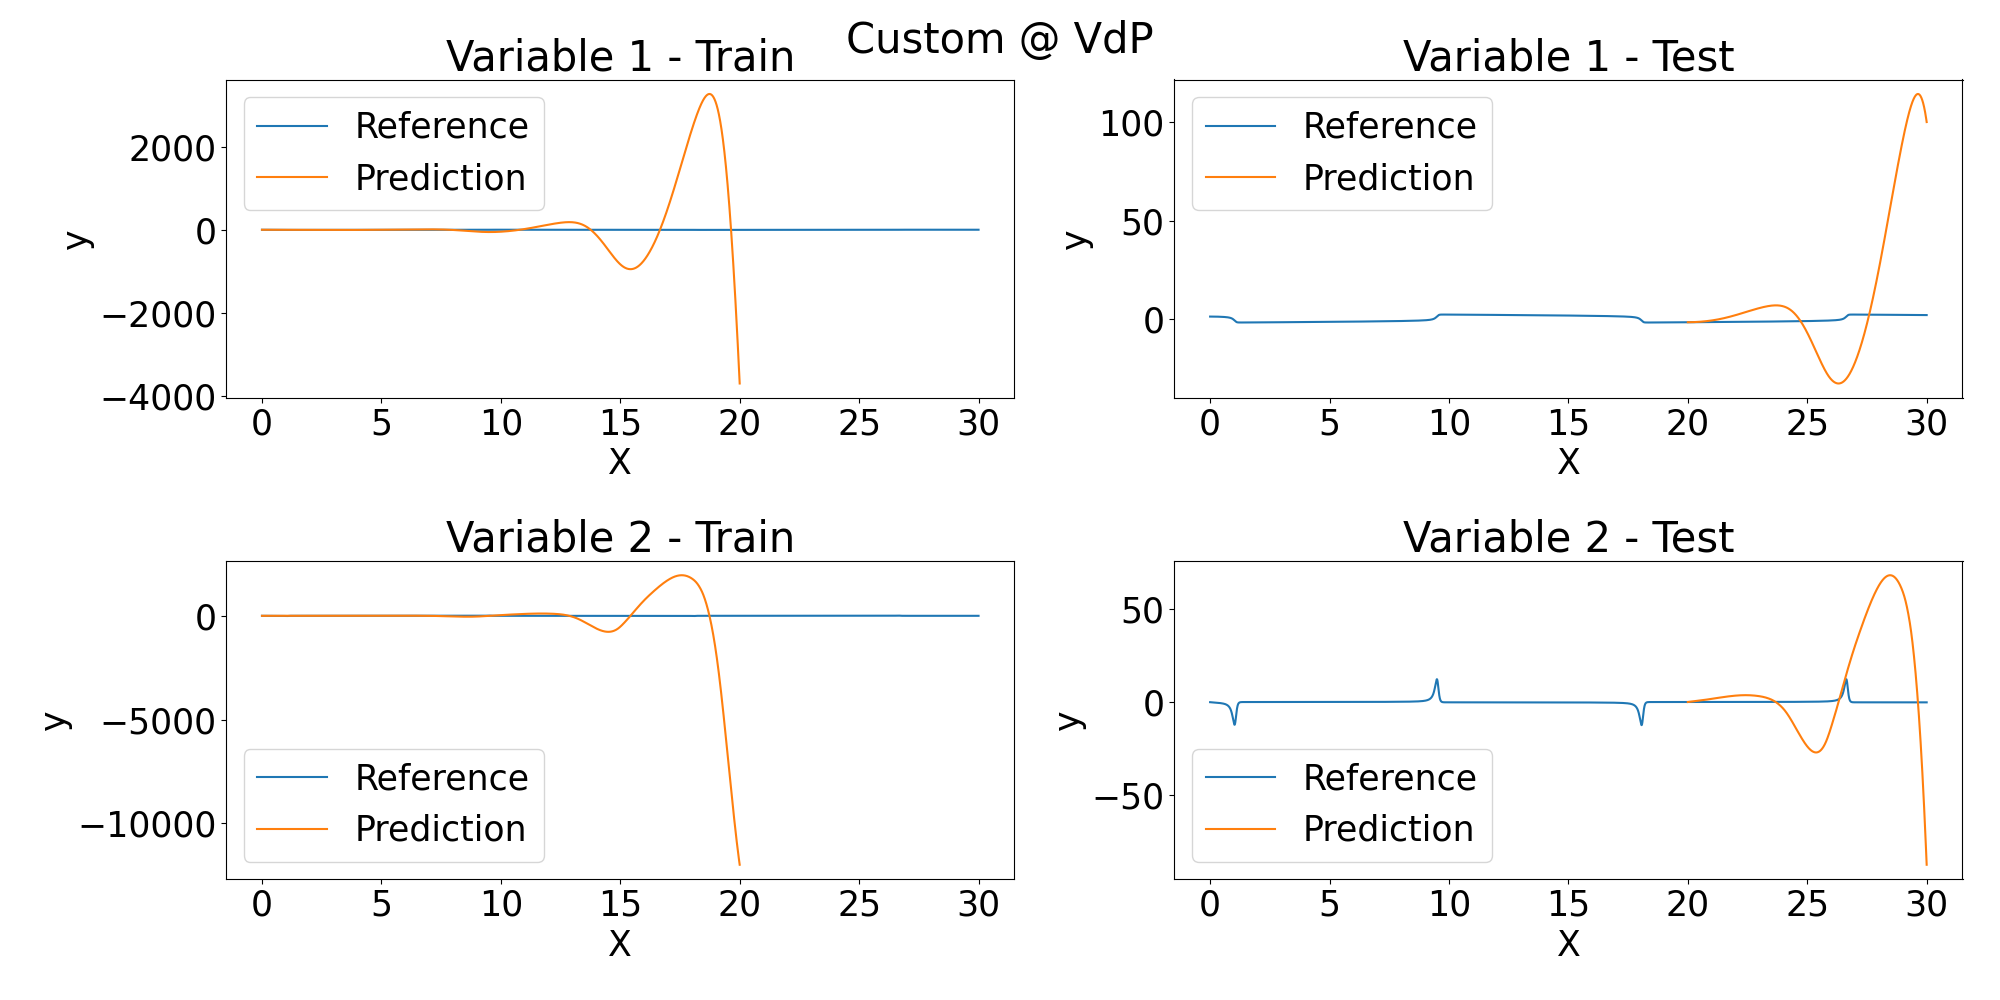 Custom @ VdP
Variable 1 - Train
Reference
Prediction
2000
0
−2000
−4000
y
0 5 10 15 20 25 30
X
Variable 1 - Test
Reference
Prediction
100
50
0
y
0 5 10 15 20 25 30
X
Variable 2 - Train
0
−5000
−10000
y
Reference
Prediction
0 5 10 15 20 25 30
X
Variable 2 - Test
50
0
−50
y
Reference
Prediction
0 5 10 15 20 25 30
X